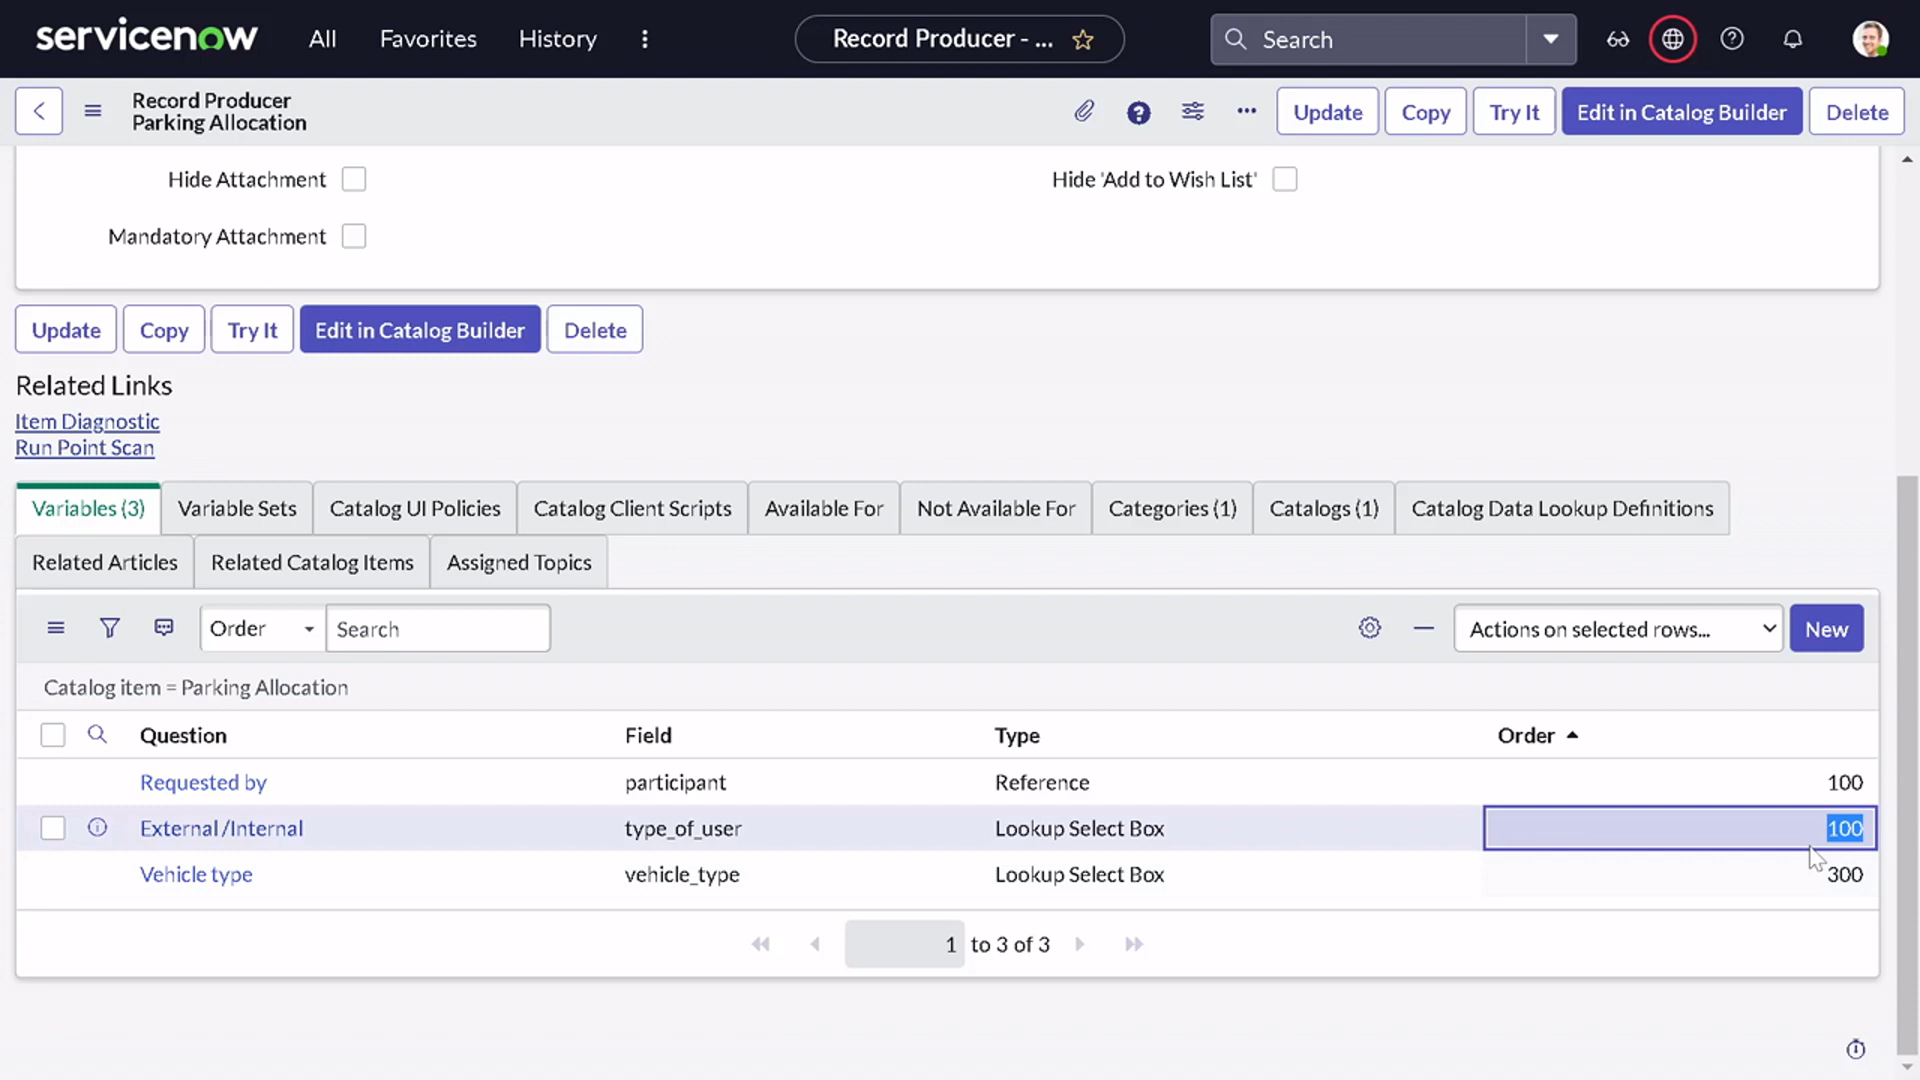 servicenow All Favorites History Record Producer - ... Search
Record Producer
Parking Allocation
Update Copy Try It Edit in Catalog Builder Delete
Hide Attachment Hide 'Add to Wish List'
Mandatory Attachment
Update Copy Try It Edit in Catalog Builder Delete
Related Links
Item Diagnostic
Run Point Scan
Variables (3) Variable Sets Catalog UI Policies Catalog Client Scripts Available For Not Available For Categories (1) Catalogs (1) Catalog Data Lookup Definitions
Related Articles Related Catalog Items Assigned Topics
Order Search Actions on selected rows... New
Catalog item = Parking Allocation
Question Field Type Order
Requested by participant Reference 100
External /Internal type_of_user Lookup Select Box 100
Vehicle type vehicle_type Lookup Select Box 300
1 to 3 of 3